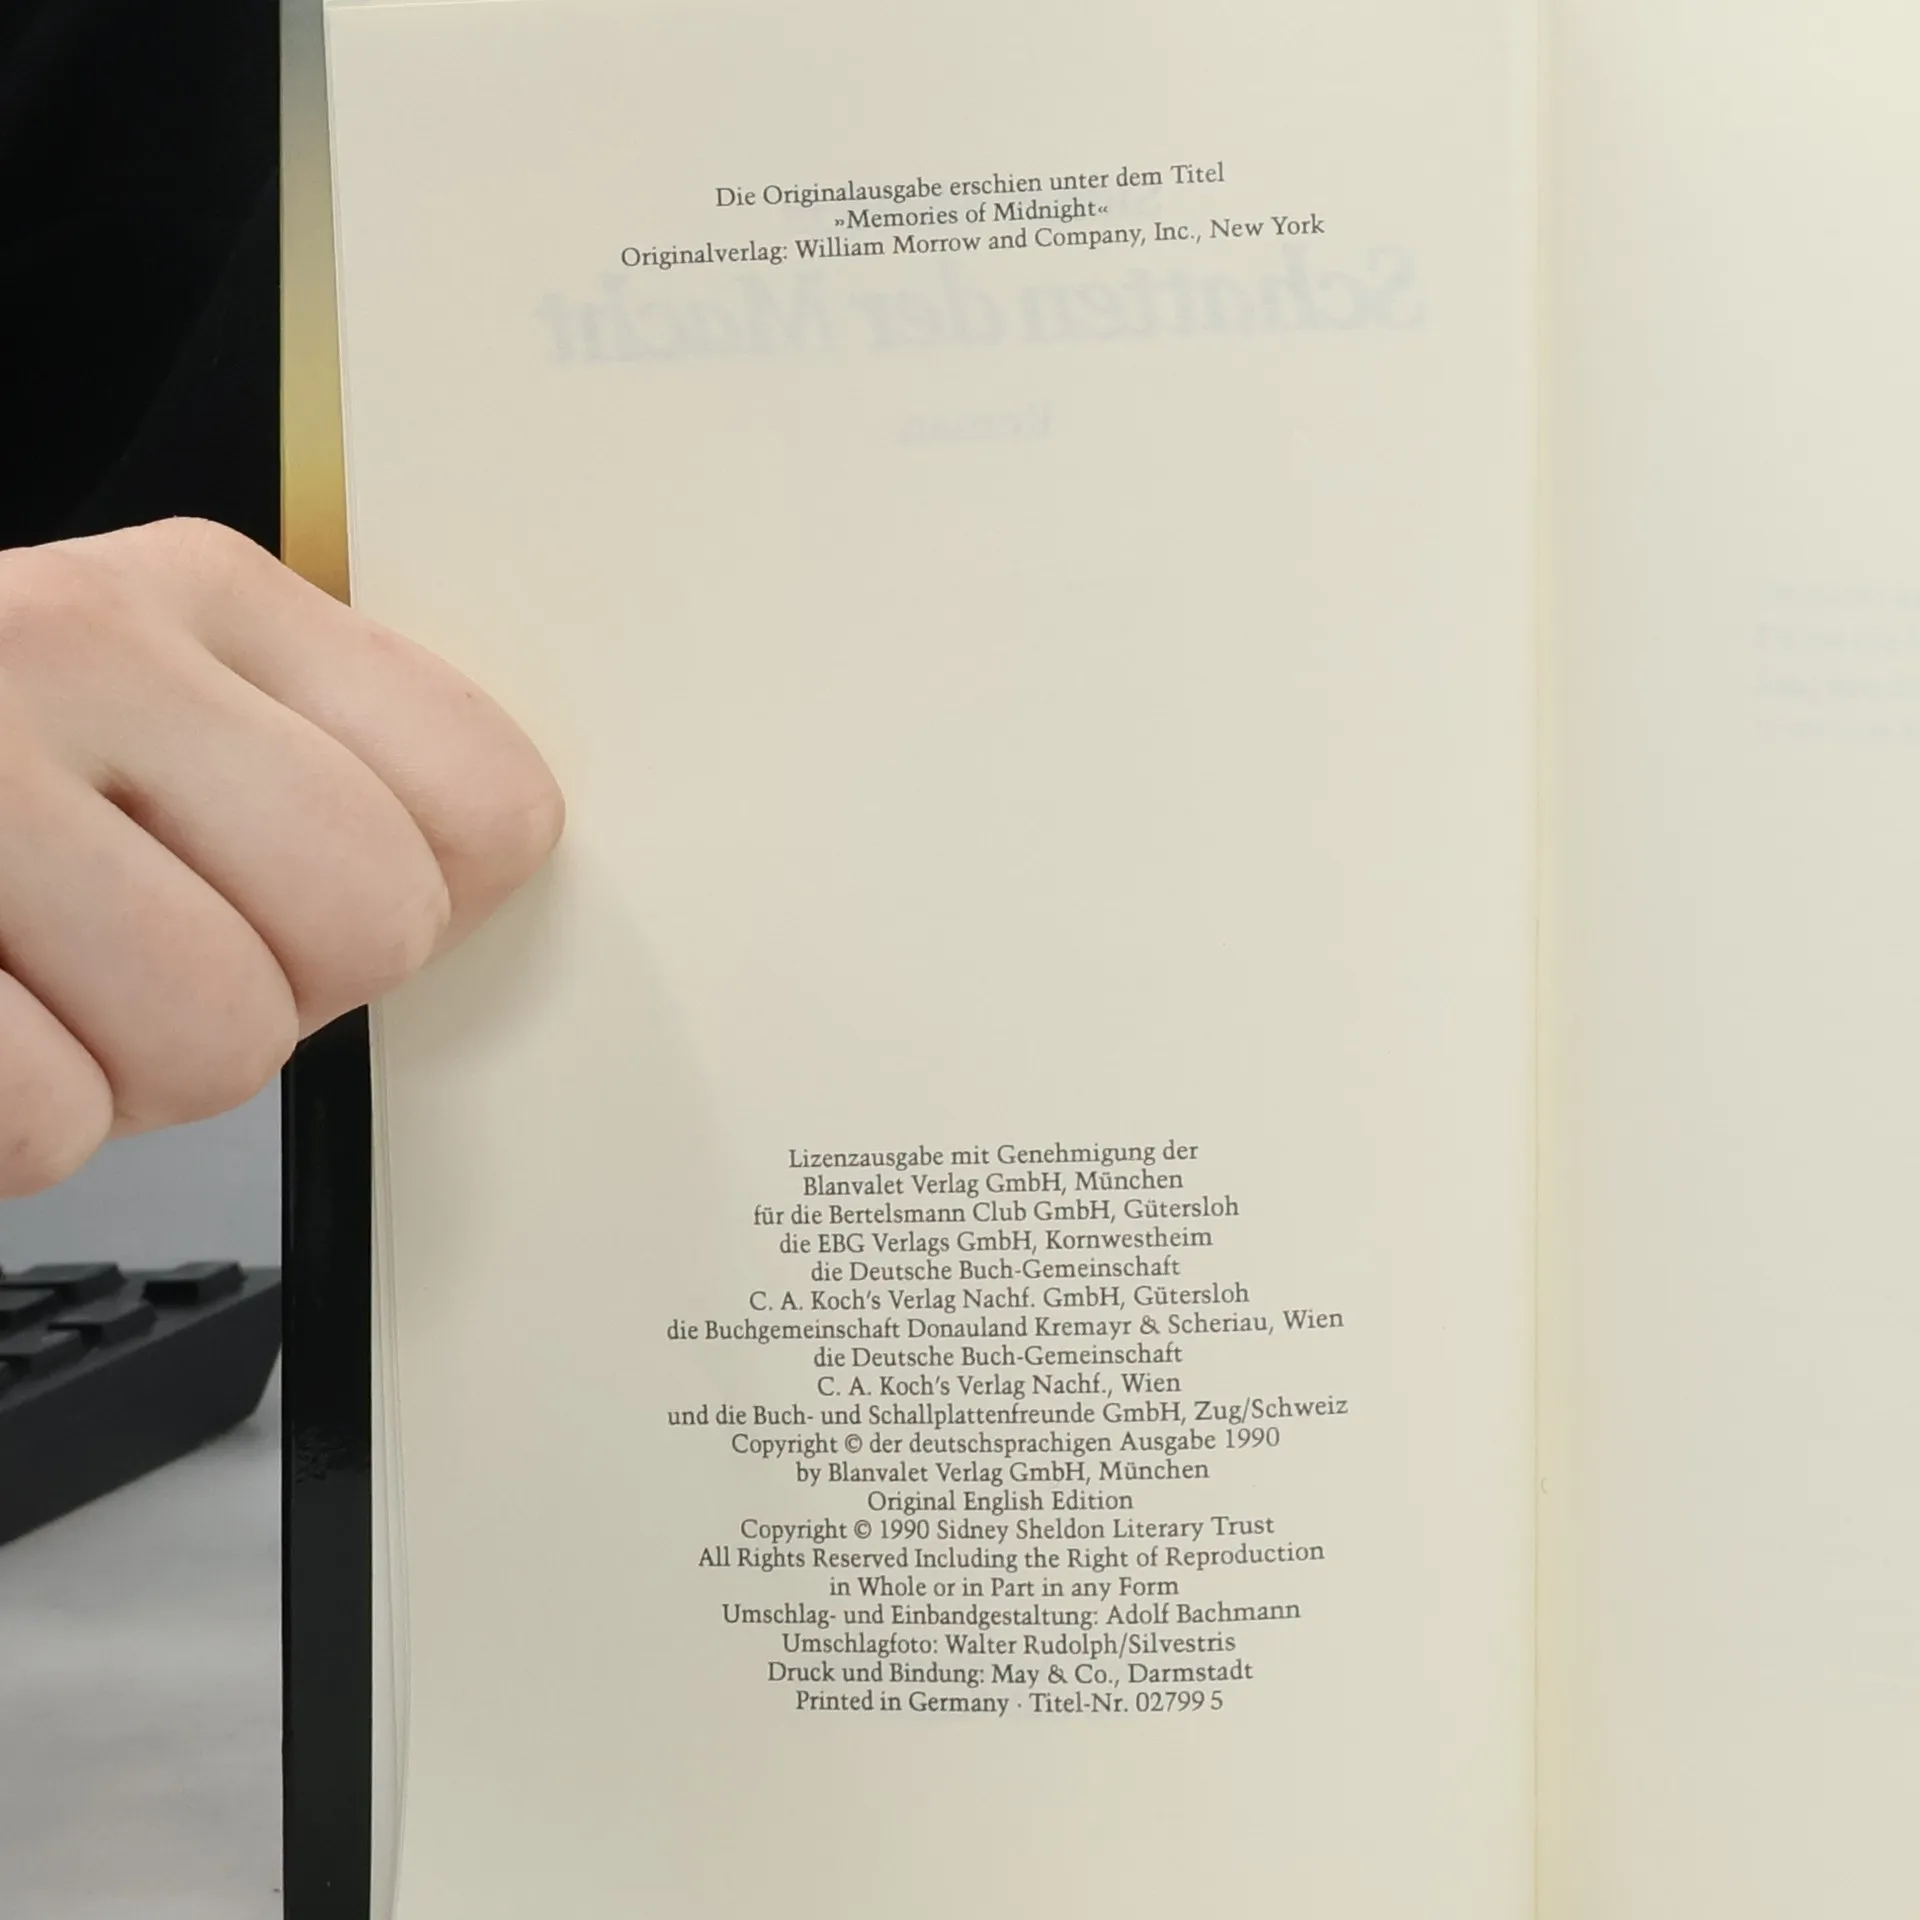 Die Originalausgabe erschien unter dem Titel
»Memories of Midnight«
Originalverlag: William Morrow and Company, Inc., New York
Schatten der Macht
Roman
Lizenzausgabe mit Genehmigung der
Blanvalet Verlag GmbH, München
für die Bertelsmann Club GmbH, Gütersloh
die EBG Verlags GmbH, Kornwestheim
die Deutsche Buch-Gemeinschaft
C. A. Koch's Verlag Nachf. GmbH, Gütersloh
die Buchgemeinschaft Donauland Kremayr & Scheriau, Wien
die Deutsche Buch-Gemeinschaft
C. A. Koch's Verlag Nachf., Wien
und die Buch- und Schallplattenfreunde GmbH, Zug/Schweiz
Copyright © der deutschsprachigen Ausgabe 1990
by Blanvalet Verlag GmbH, München
Original English Edition
Copyright © 1990 Sidney Sheldon Literary Trust
All Rights Reserved Including the Right of Reproduction
in Whole or in Part in any Form
Umschlag- und Einbandgestaltung: Adolf Bachmann
Umschlagfoto: Walter Rudolph/Silvestris
Druck und Bindung: May & Co., Darmstadt
Printed in Germany · Titel-Nr. 02799 5